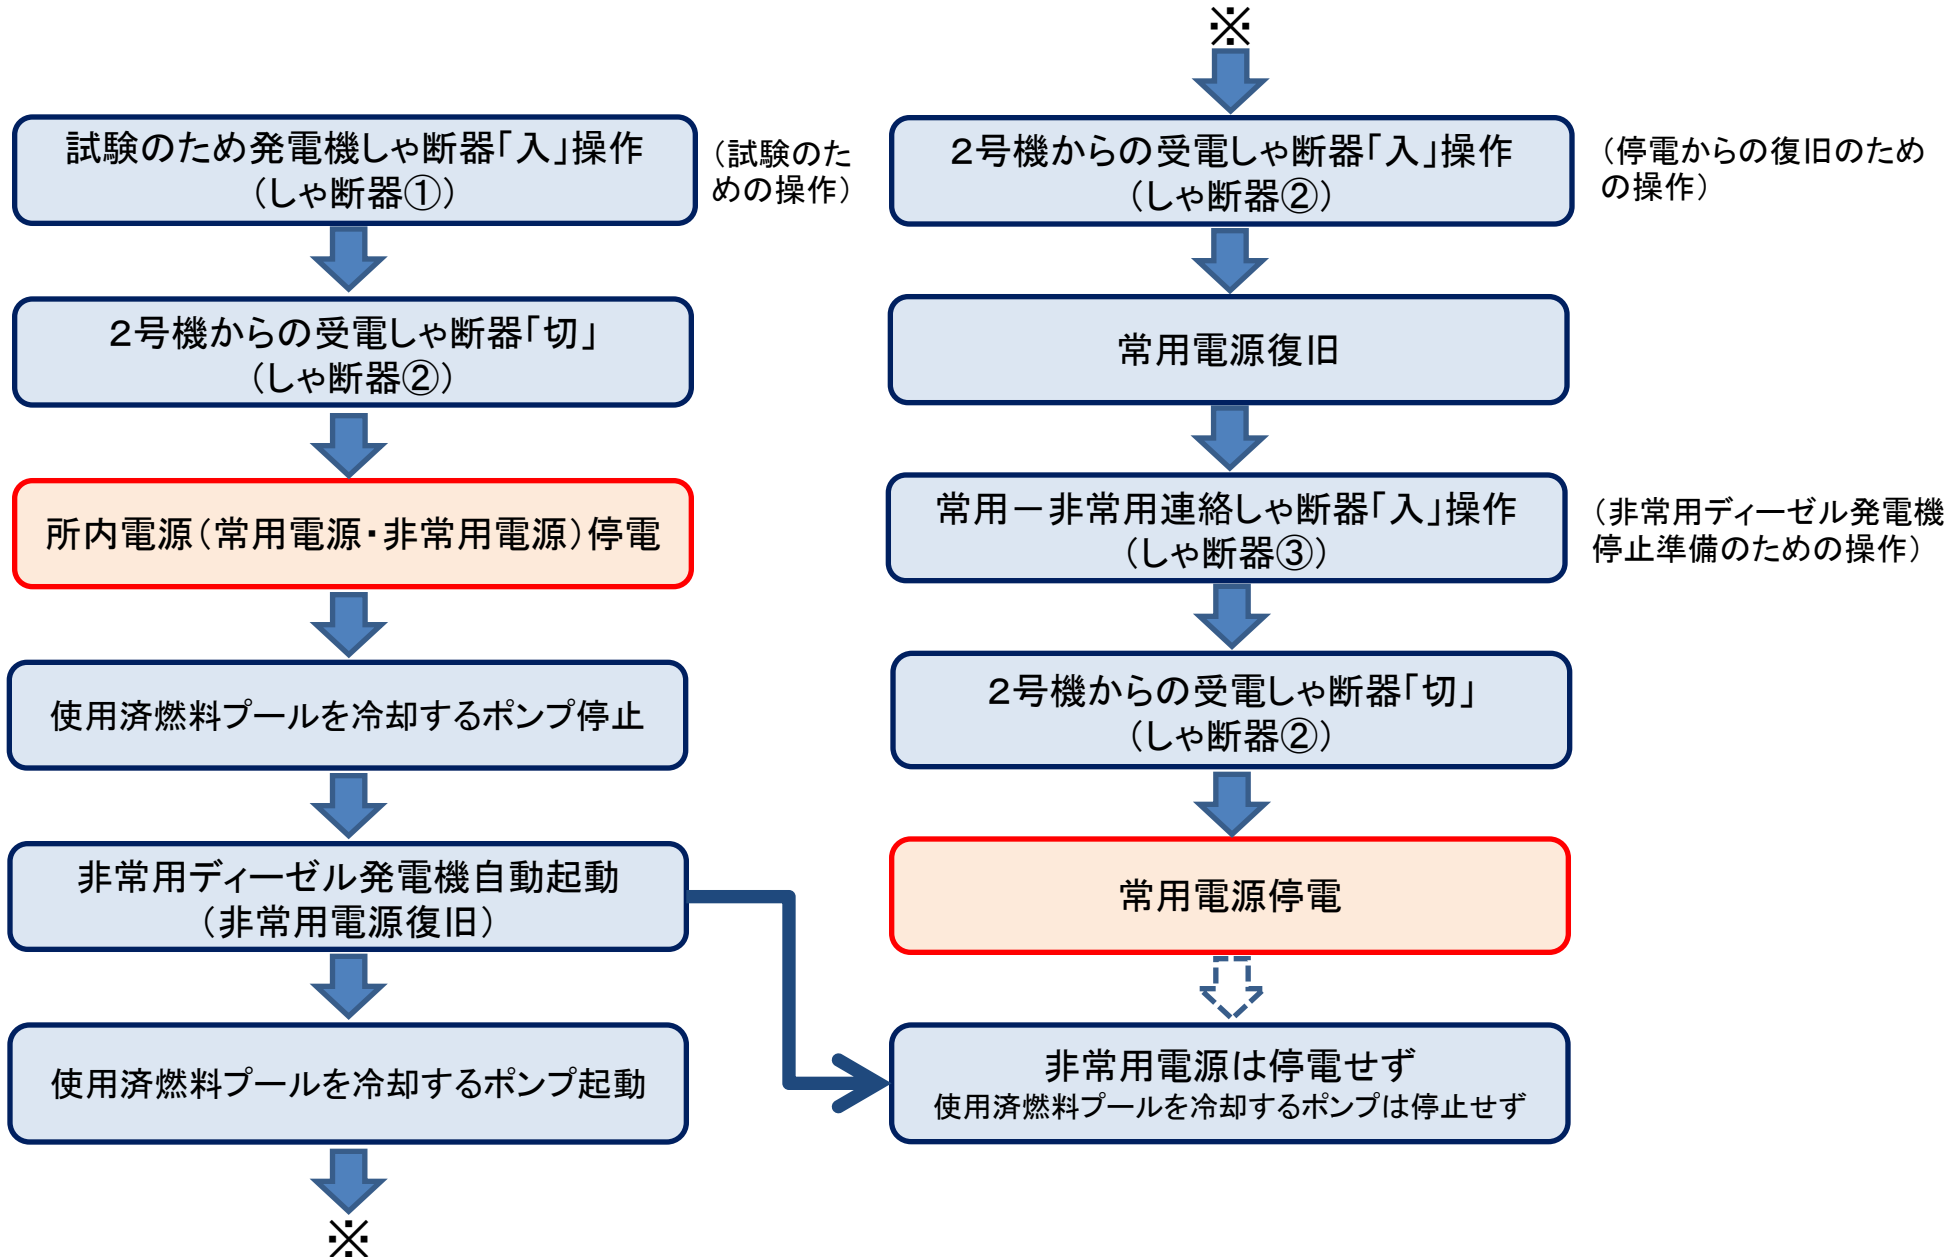 試験のため発電機しゃ断器「入」操作
（しゃ断器①）
（試験のた
めの操作）
２号機からの受電しゃ断器「切」
（しゃ断器②）
所内電源（常用電源・非常用電源）停電
使用済燃料プールを冷却するポンプ停止
非常用ディーゼル発電機自動起動
（非常用電源復旧）
使用済燃料プールを冷却するポンプ起動
※
※
２号機からの受電しゃ断器「入」操作
（しゃ断器②）
（停電からの復旧のため
の操作）
常用電源復旧
常用－非常用連絡しゃ断器「入」操作
（しゃ断器③）
（非常用ディーゼル発電機
停止準備のための操作）
２号機からの受電しゃ断器「切」
（しゃ断器②）
常用電源停電
非常用電源は停電せず
使用済燃料プールを冷却するポンプは停止せず